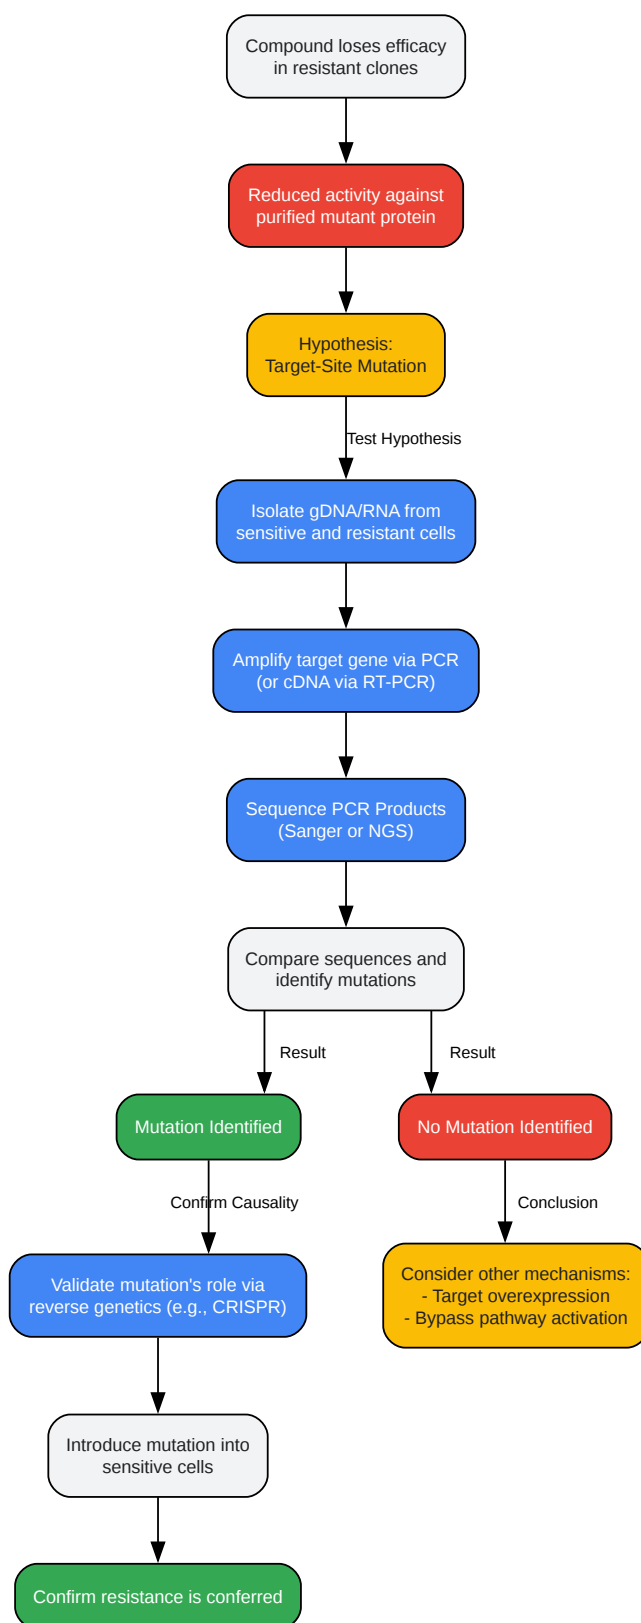 Compound loses efficacy
in resistant clones
Reduced activity against
purified mutant protein
Hypothesis:
Target-Site Mutation
Test Hypothesis
Isolate gDNA/RNA from
sensitive and resistant cells
Amplify target gene via PCR
(or cDNA via RT-PCR)
Sequence PCR Products
(Sanger or NGS)
Compare sequences and
identify mutations
Result
Result
Mutation Identified
No Mutation Identified
Confirm Causality
Conclusion
Validate mutation's role via
reverse genetics (e.g., CRISPR)
Consider other mechanisms:
- Target overexpression
- Bypass pathway activation
Introduce mutation into
sensitive cells
Confirm resistance is conferred